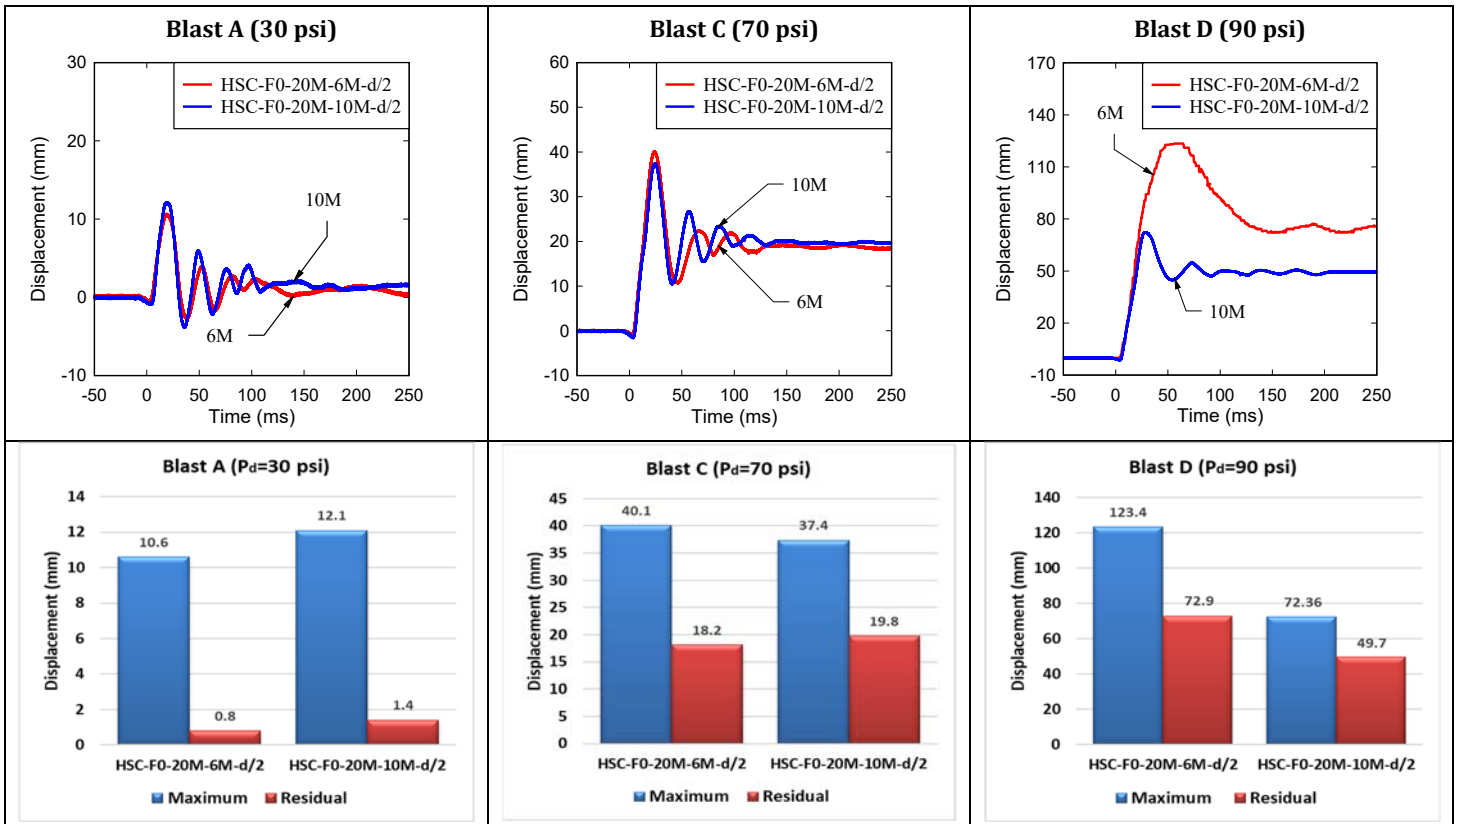 Blast A (30 psi)
30
20
10
0
-10
Displacement (mm)
HSC-F0-20M-6M-d/2
HSC-F0-20M-10M-d/2
10M
6M
-50 0 50 100 150 200 250
Time (ms)
Blast C (70 psi)
60
50
40
30
20
10
0
-10
Displacement (mm)
HSC-F0-20M-6M-d/2
HSC-F0-20M-10M-d/2
10M
6M
-50 0 50 100 150 200 250
Time (ms)
Blast D (90 psi)
170
140
110
80
50
20
-10
Displacement (mm)
HSC-F0-20M-6M-d/2
HSC-F0-20M-10M-d/2
6M
10M
-50 0 50 100 150 200 250
Time (ms)
Blast A (Pd=30 psi)
14
12
10
8
6
4
2
0
Displacement (mm)
10.6
0.8
12.1
1.4
HSC-F0-20M-6M-d/2 HSC-F0-20M-10M-d/2
Maximum Residual
Blast C (Pd=70 psi)
45
40
35
30
25
20
15
10
5
0
Displacement (mm)
40.1
18.2
37.4
19.8
HSC-F0-20M-6M-d/2 HSC-F0-20M-10M-d/2
Maximum Residual
Blast D (Pd=90 psi)
140
120
100
80
60
40
20
0
Displacement (mm)
123.4
72.9
72.36
49.7
HSC-F0-20M-6M-d/2 HSC-F0-20M-10M-d/2
Maximum Residual